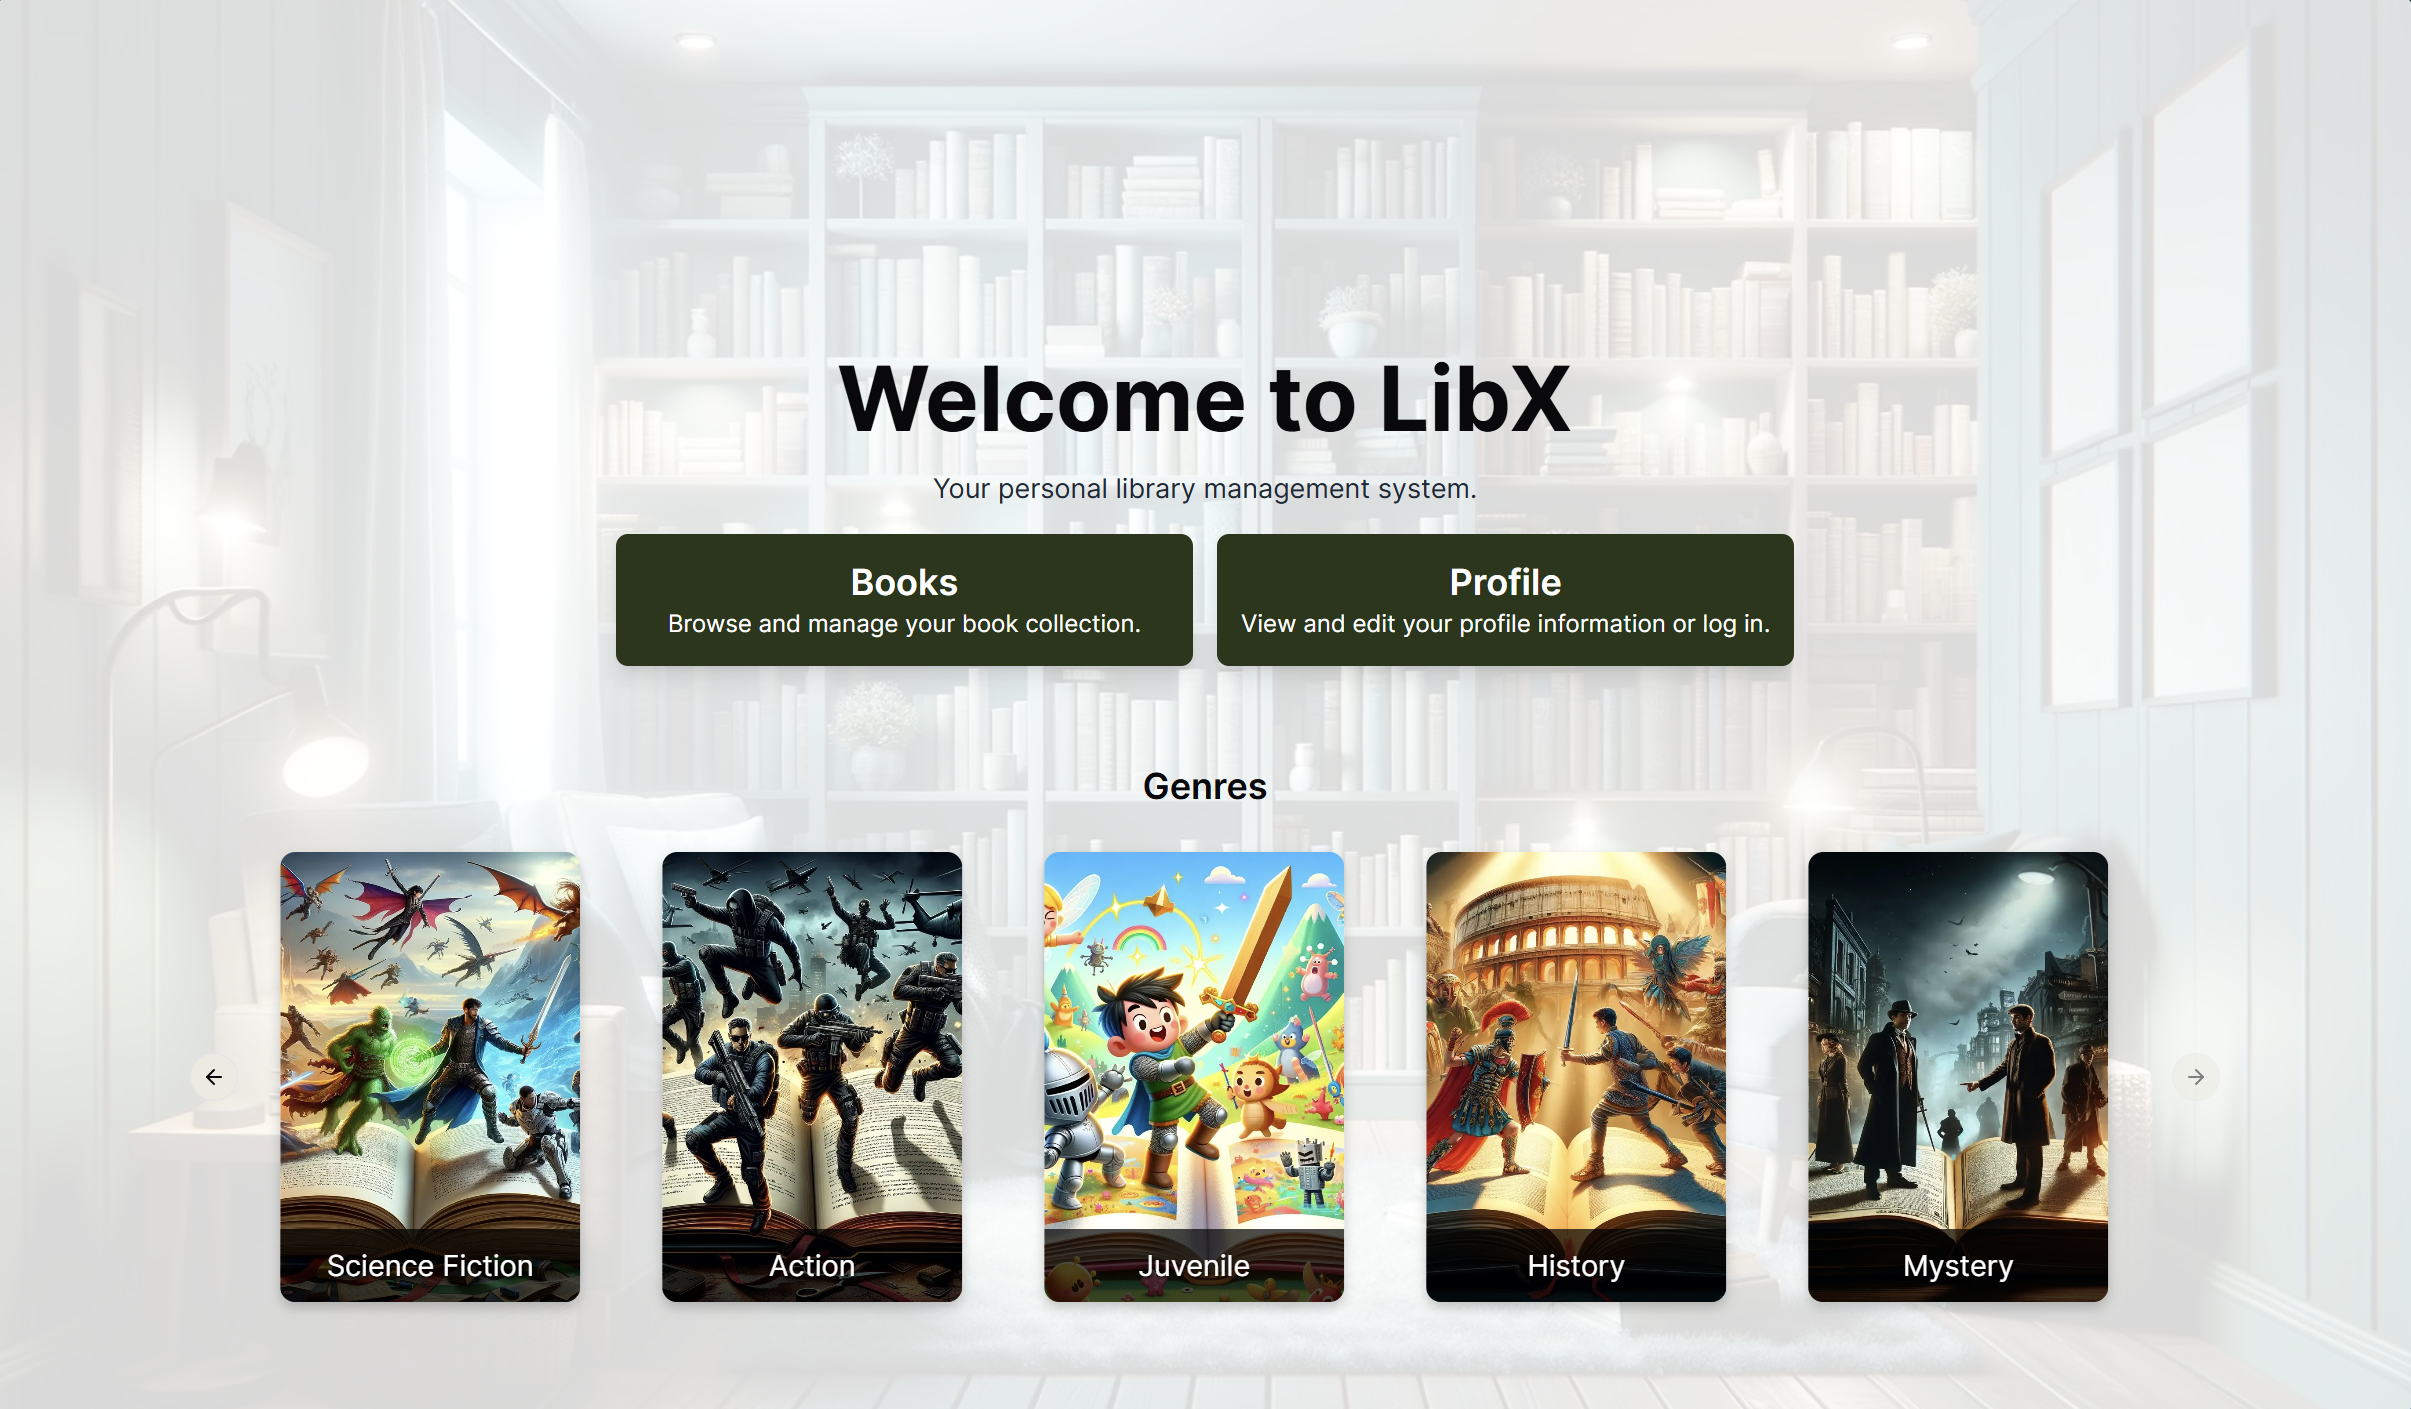 Welcome to LibX
Your personal library management system.
Books
Browse and manage your book collection.
Profile
View and edit your profile information or log in.
Genres
Science Fiction
Action
Juvenile
History
Mystery